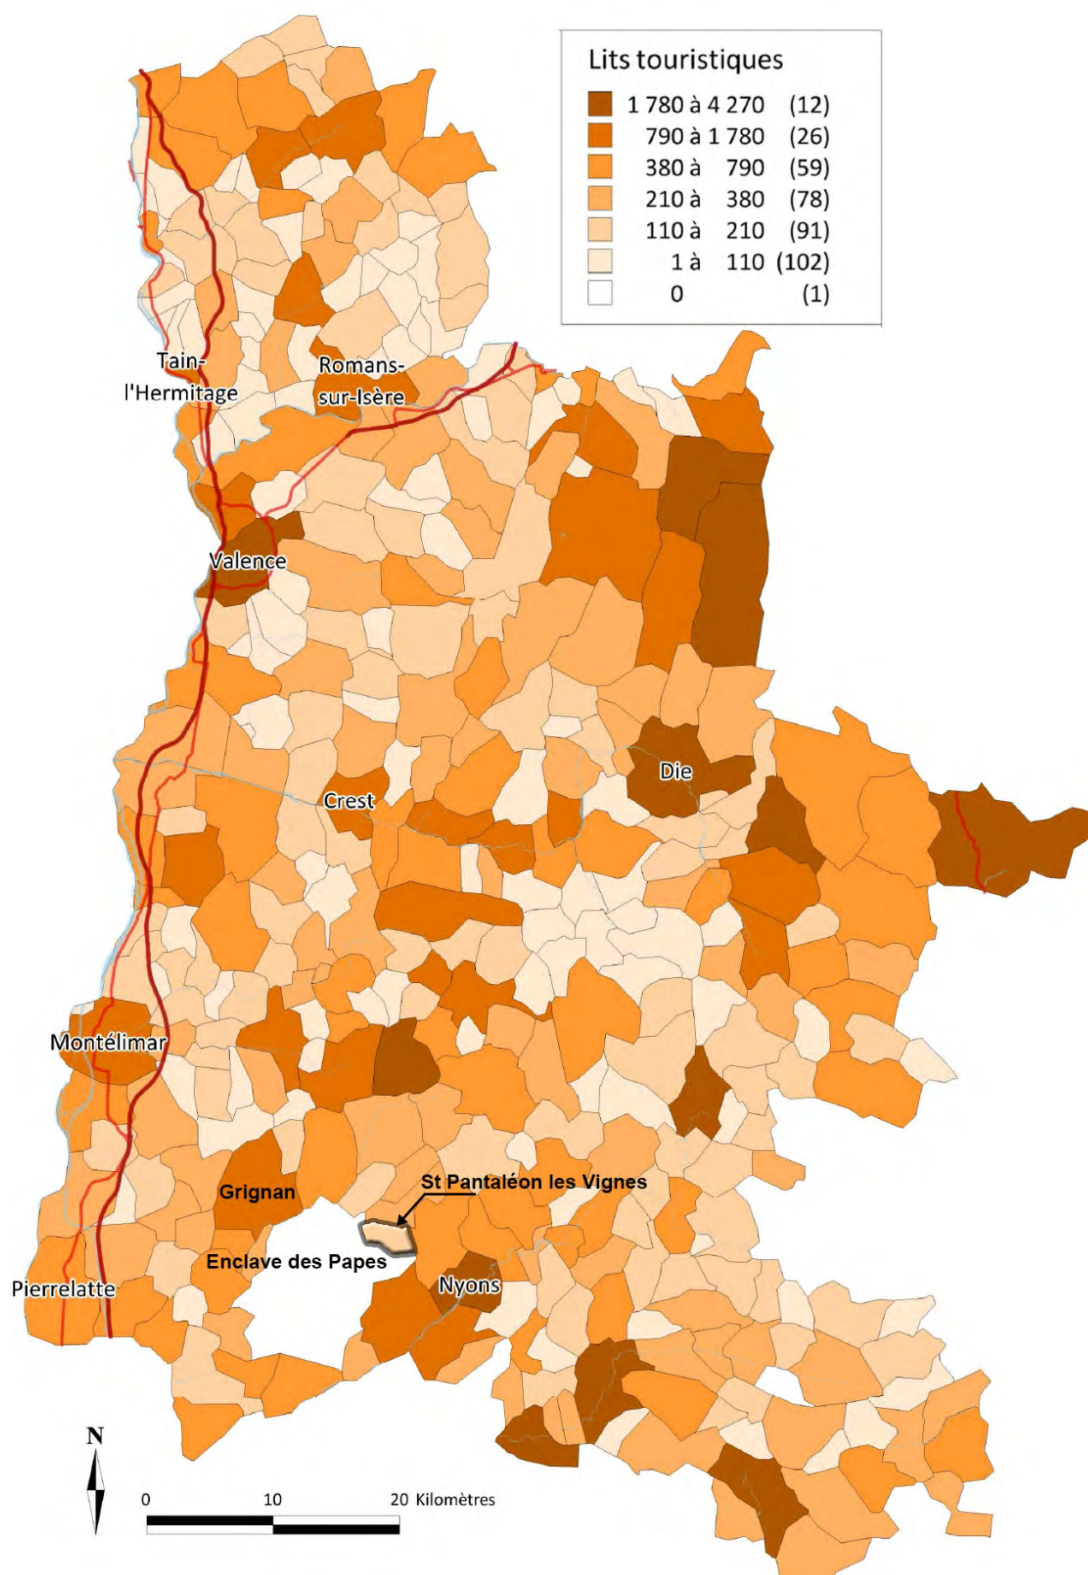 Lits touristiques
1 780 à 4 270 (12)
790 à 1 780 (26)
380 à 790 (59)
210 à 380 (78)
110 à 210 (91)
1 à 110 (102)
0 (1)
Tain-
l'Hermitage
Romans-
sur-Isère
Valence
Die
Crest
Montélimar
St Pantaléon les Vignes
Grignan
Enclave des Papes
Nyons
Pierrelatte
N
0 10 20 Kilomètres